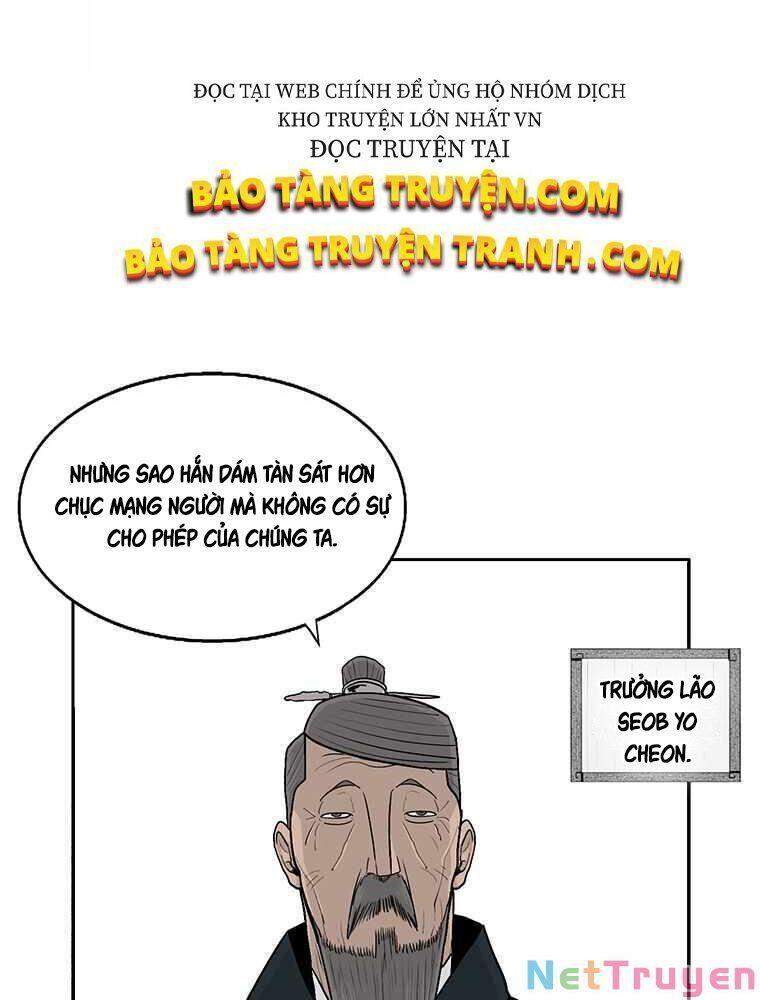 ĐỌC TẠI WEB CHÍNH ĐỂ ỦNG HỘ NHÓM DỊCH
KHO TRUYỆN LỚN NHẤT VN
ĐỌC TRUYỆN TẠI
BẢO TÀNG TRUYỆN.COM
BẢO TÀNG TRUYỆN TRANH.COM
NHƯNG SAO HẮN DÁM TÀN SÁT HƠN
CHỤC MẠNG NGƯỜI MÀ KHÔNG CÓ SỰ
CHO PHÉP CỦA CHÚNG TA.
TRƯỞNG LÃO
SEOB YO
CHEON.
NetTruyen